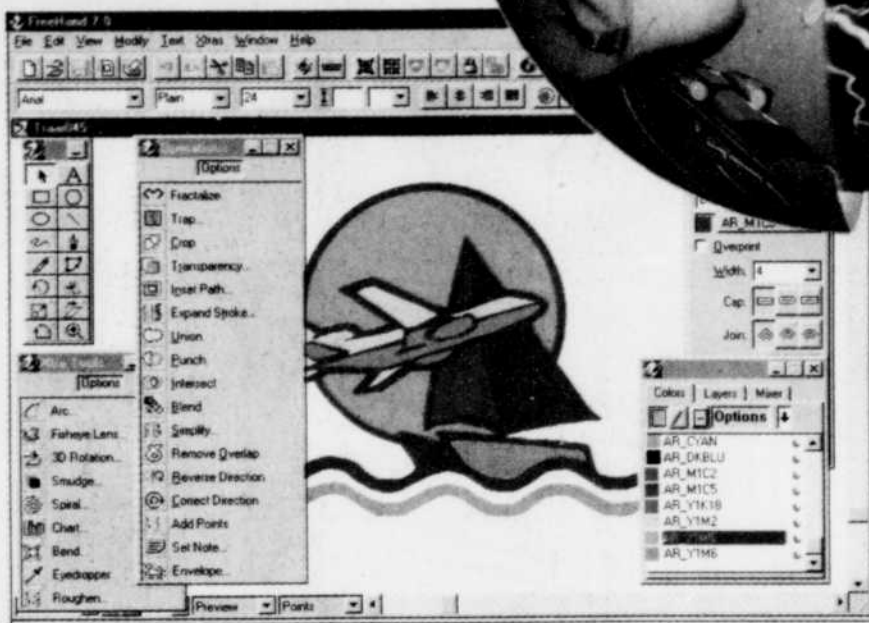 FreeHand 7.0
File Edit View Modify Text Xtras Window Help
Arial Plain 24
Options
Fractalize
Trap...
Crop
Transparency...
Inset Path...
Expand Stroke...
Union
Punch
Intersect
Blend
Simplify...
Remove Overlap
Reverse Direction
Correct Direction
Add Points
Set Note...
Envelope...
Options
Arc...
Fisheye Lens...
3D Rotation...
Smudge...
Spiral...
Chart...
Bend...
Eyedropper
Roughen...
Overprint
Width: 4
Cap:
Join:
Colors Layers Mixer
Options
AR_CYAN
AR_DKBLU
AR_M1C2
AR_M1C5
AR_Y1K18
AR_Y1M2
AR_Y1M6
Preview Points